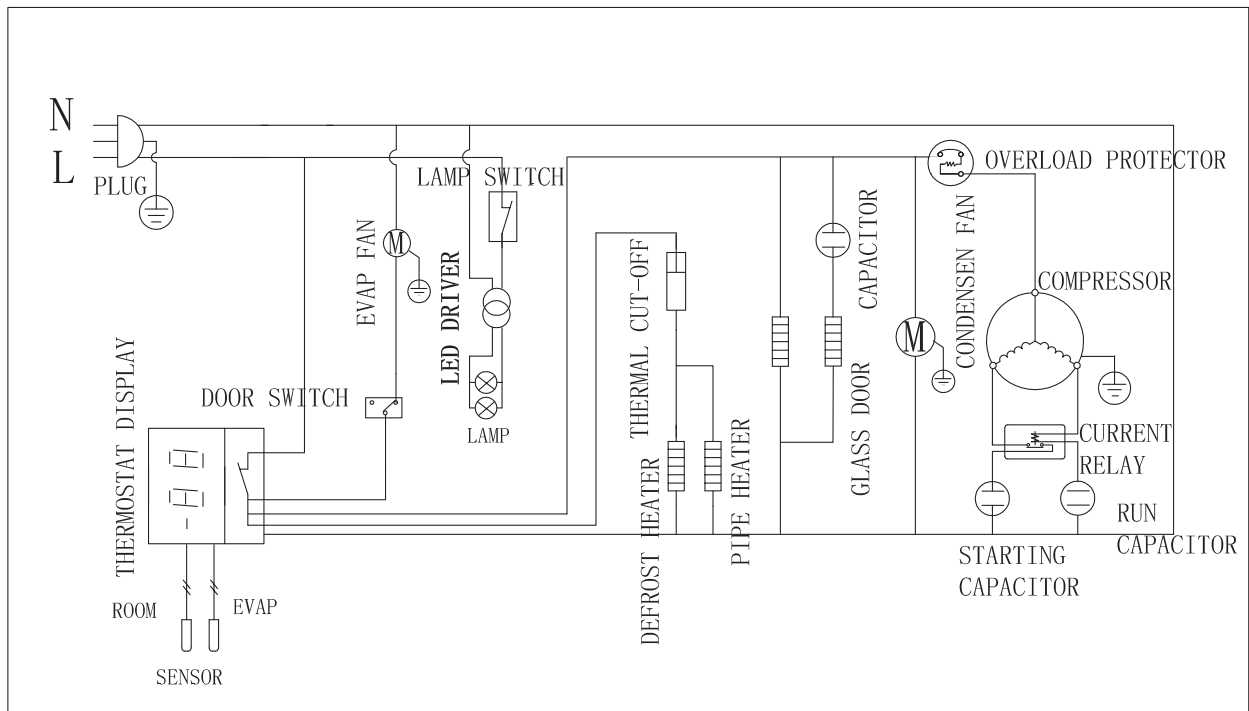 N
L
PLUG
LAMP SWITCH
OVERLOAD PROTECTOR
EVAP FAN
M
LED DRIVER
LAMP
DOOR SWITCH
THERMOSTAT DISPLAY
ROOM
EVAP
SENSOR
THERMAL CUT-OFF
DEFROST HEATER
PIPE HEATER
CAPACITOR
GLASS DOOR
M
CONDENSEN FAN
COMPRESSOR
CURRENT
RELAY
STARTING
CAPACITOR
RUN
CAPACITOR